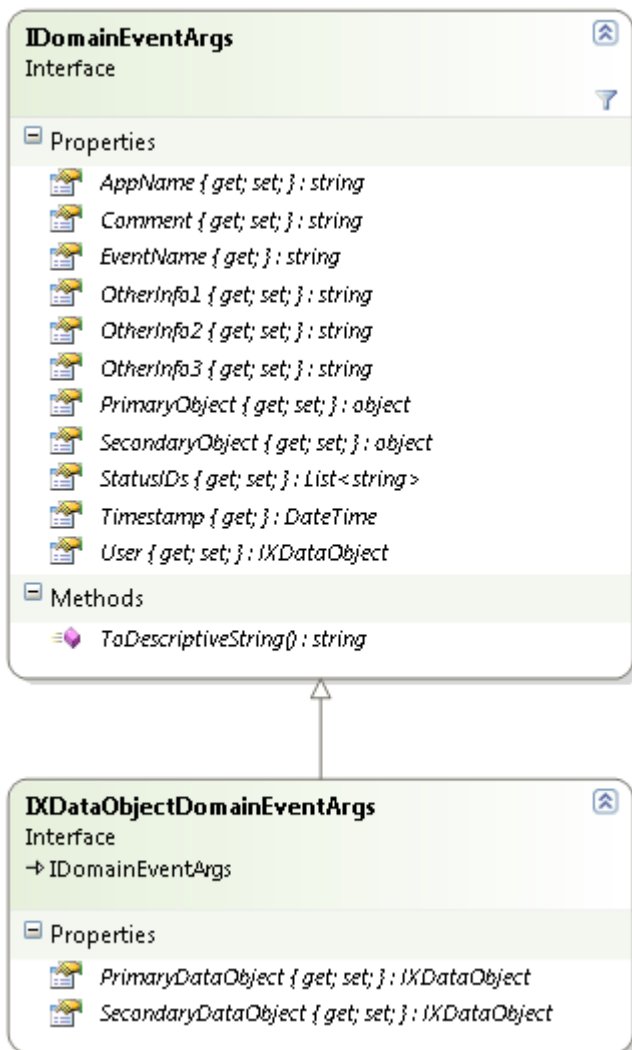 IDomainEventArgs
Interface
Properties
AppName { get; set; } : string
Comment { get; set; } : string
EventName { get; } : string
OtherInfo1 { get; set; } : string
OtherInfo2 { get; set; } : string
OtherInfo3 { get; set; } : string
PrimaryObject { get; set; } : object
SecondaryObject { get; set; } : object
StatusIDs { get; set; } : List<string>
Timestamp { get; } : DateTime
User { get; set; } : IXDataObject
Methods
ToDescriptiveString() : string
IXDataObjectDomainEventArgs
Interface
IDomainEventArgs
Properties
PrimaryDataObject { get; set; } : IXDataObject
SecondaryDataObject { get; set; } : IXDataObject